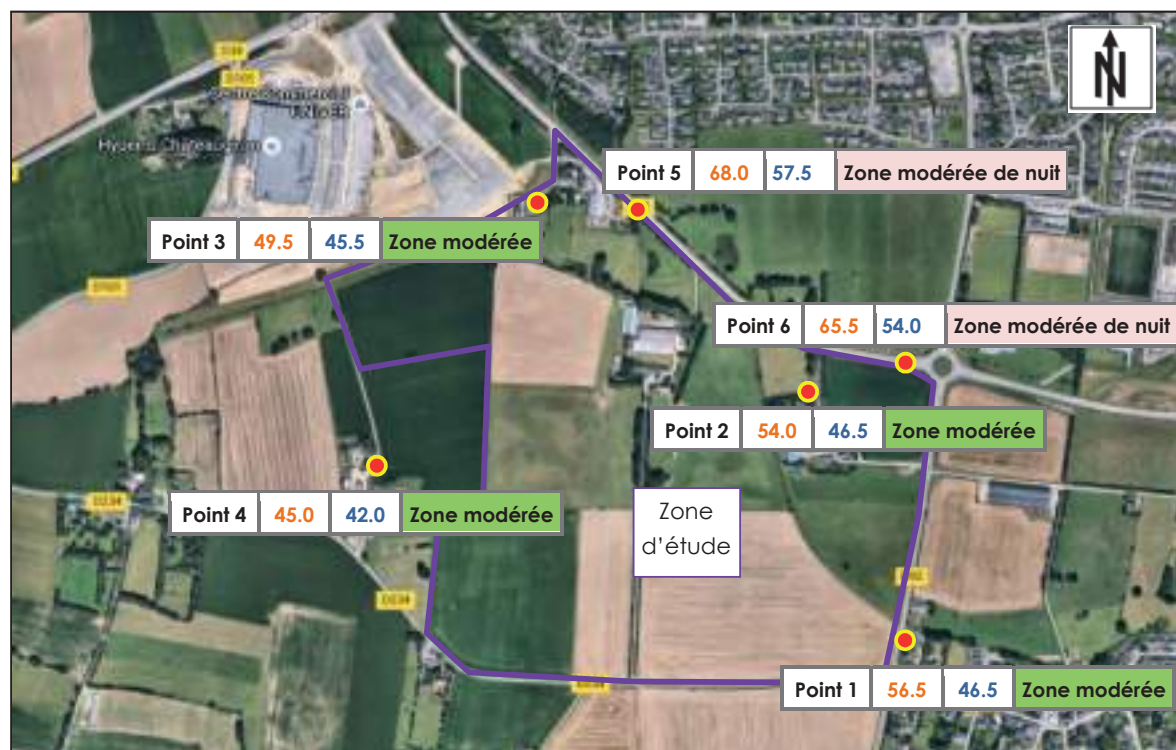 N
Point 5 68.0 57.5 Zone modérée de nuit
Point 3 49.5 45.5 Zone modérée
Point 6 65.5 54.0 Zone modérée de nuit
Point 2 54.0 46.5 Zone modérée
Point 4 45.0 42.0 Zone modérée
Zone
d'étude
D234
D234
Point 1 56.5 46.5 Zone modérée